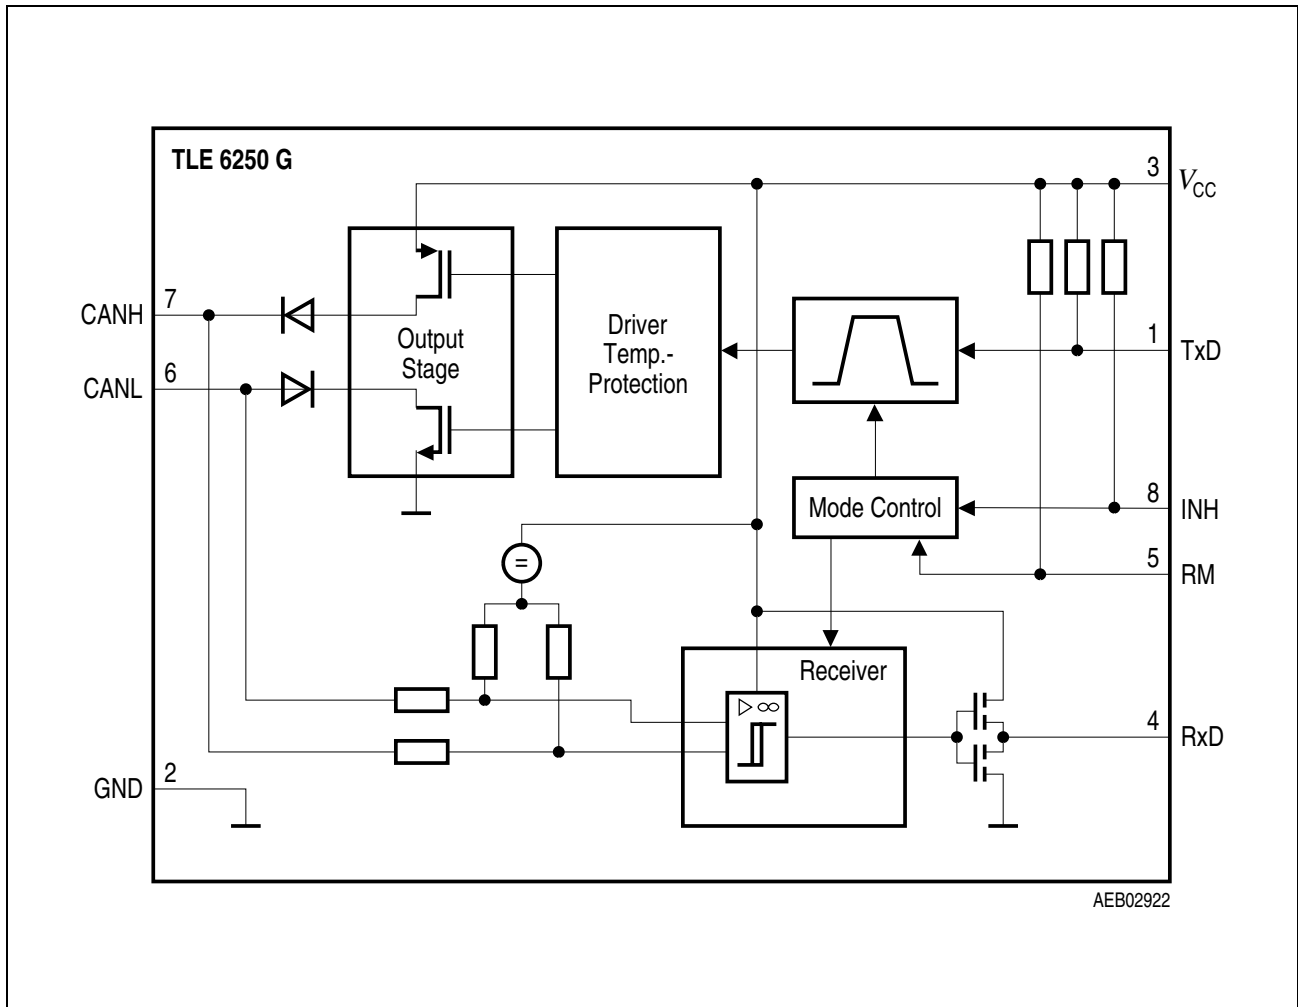 TLE 6250 G
3
VCC
7
CANH
Output
Stage
Driver
Temp.-
Protection
1
TxD
6
CANL
Mode Control
8
INH
5
RM
=
Receiver
▷ ∞
4
RxD
2
GND
AEB02922